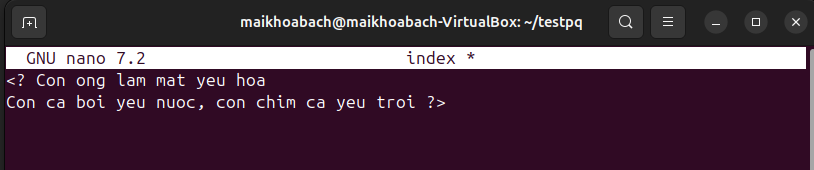 maikhoabach@maikhoabach-VirtualBox: ~/testpq
GNU nano 7.2 index *
<? Con ong lam mat yeu hoa
Con ca boi yeu nuoc, con chim ca yeu troi ?>